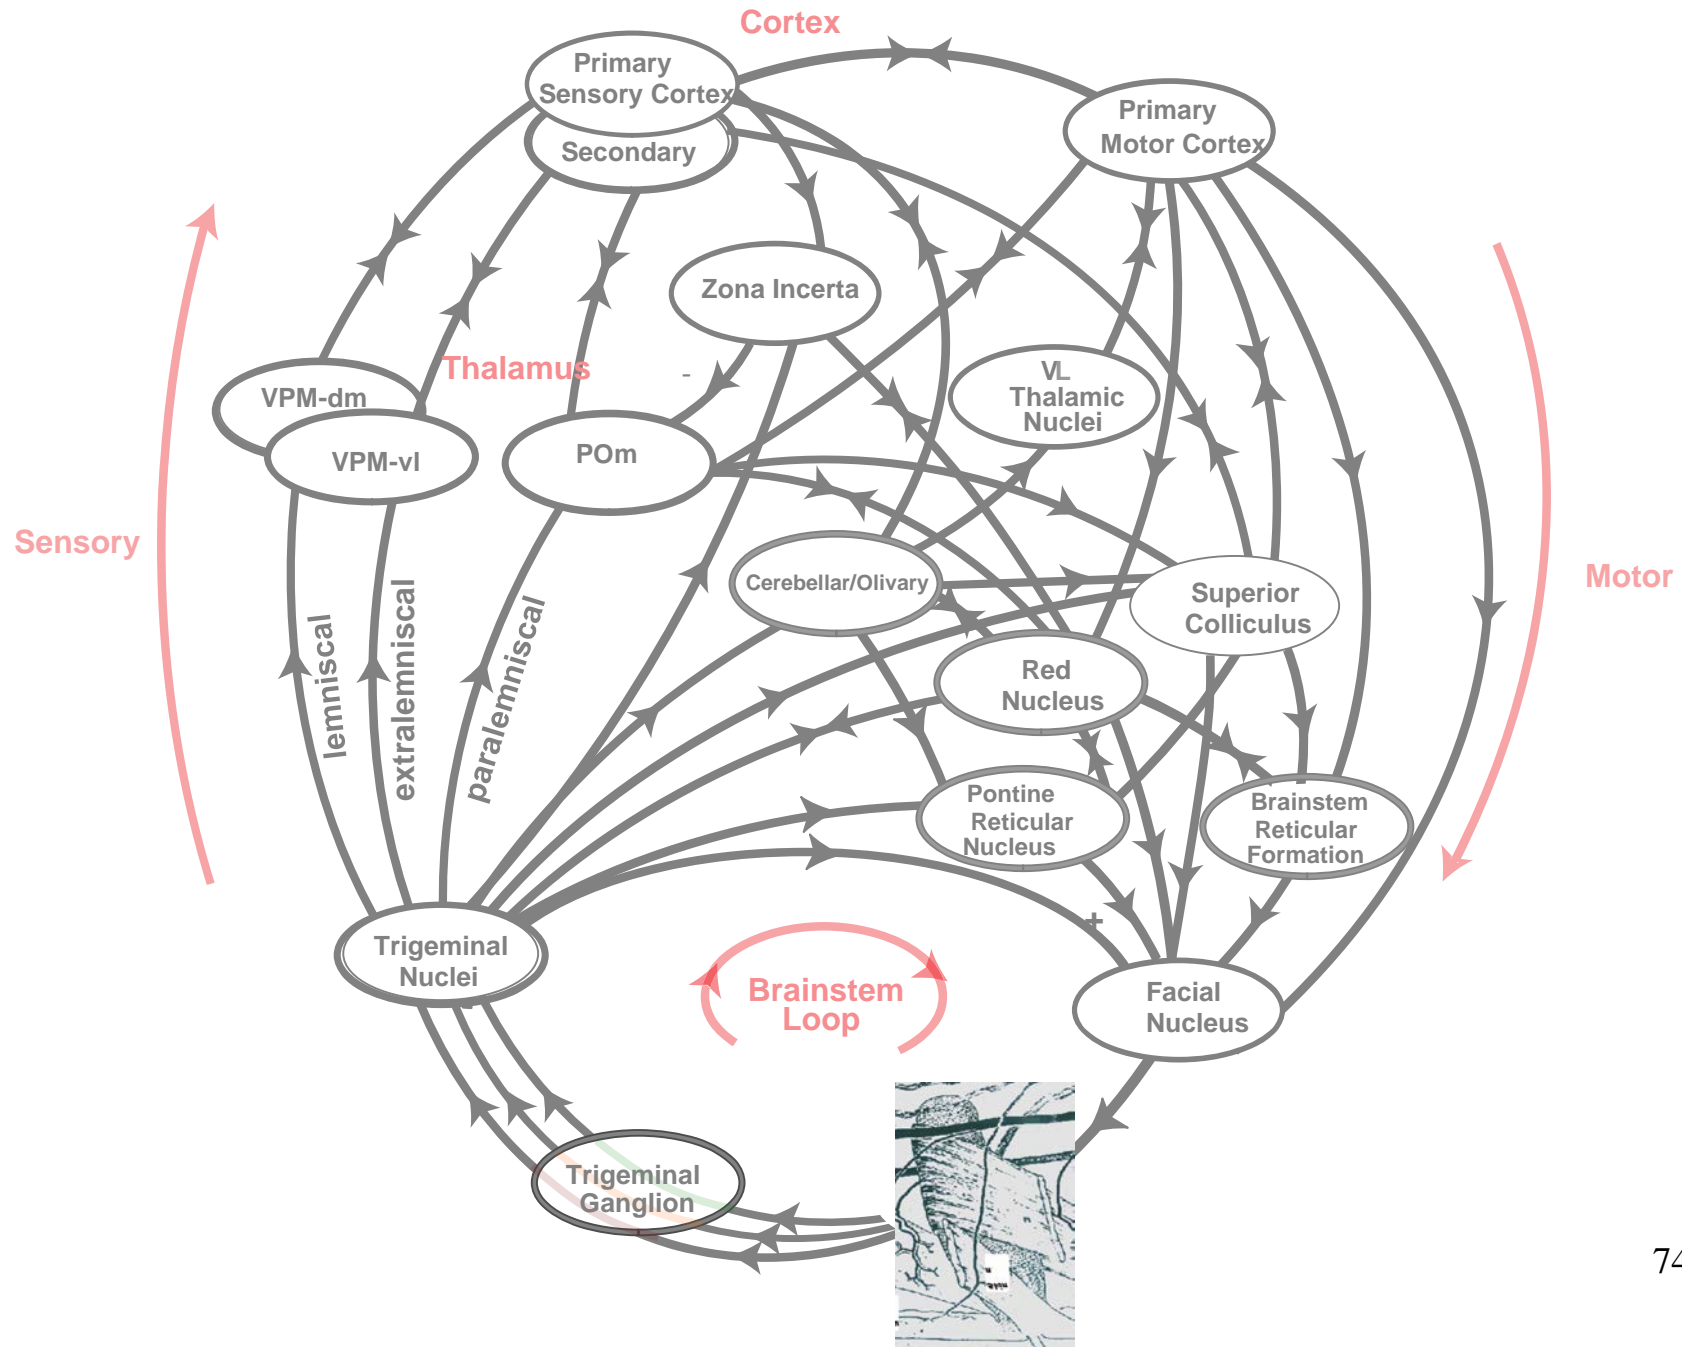 Cortex
Primary
Sensory Cortex
Secondary
Primary
Motor Cortex
Zona Incerta
Thalamus
-
VPM-dm
VPM-vl
POm
VL
Thalamic
Nuclei
Sensory
Motor
lemniscal
extralemniscal
paralemniscal
Cerebellar/Olivary
Superior
Colliculus
Red
Nucleus
Pontine
Reticular
Nucleus
Brainstem
Reticular
Formation
+
Trigeminal
Nuclei
Brainstem
Loop
Facial
Nucleus
Trigeminal
Ganglion
74